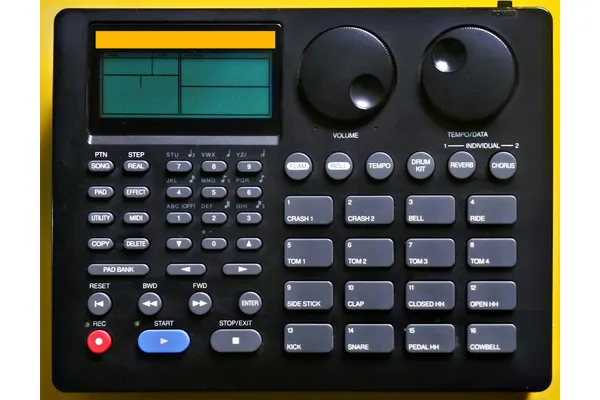 VOLUME
TEMPO/DATA
1 INDIVIDUAL 2
PTN STEP STU VWX YZ/
SONG REAL 7 8 9 FLAM ROLL TEMPO DRUM KIT REVERB CHORUS
JKL MNO PQR
PAD EFFECT 4 5 6
ABC (OFF) DEF GHI
UTILITY MIDI 1 2 3
COPY DELETE ▼ 0 ▲
PAD BANK ◄ ►
RESET BWD FWD
ENTER
REC START STOP/EXIT
1 2 3 4
CRASH 1 CRASH 2 BELL RIDE
5 6 7 8
TOM 1 TOM 2 TOM 3 TOM 4
9 10 11 12
SIDE STICK CLAP CLOSED HH OPEN HH
13 14 15 16
KICK SNARE PEDAL HH COWBELL